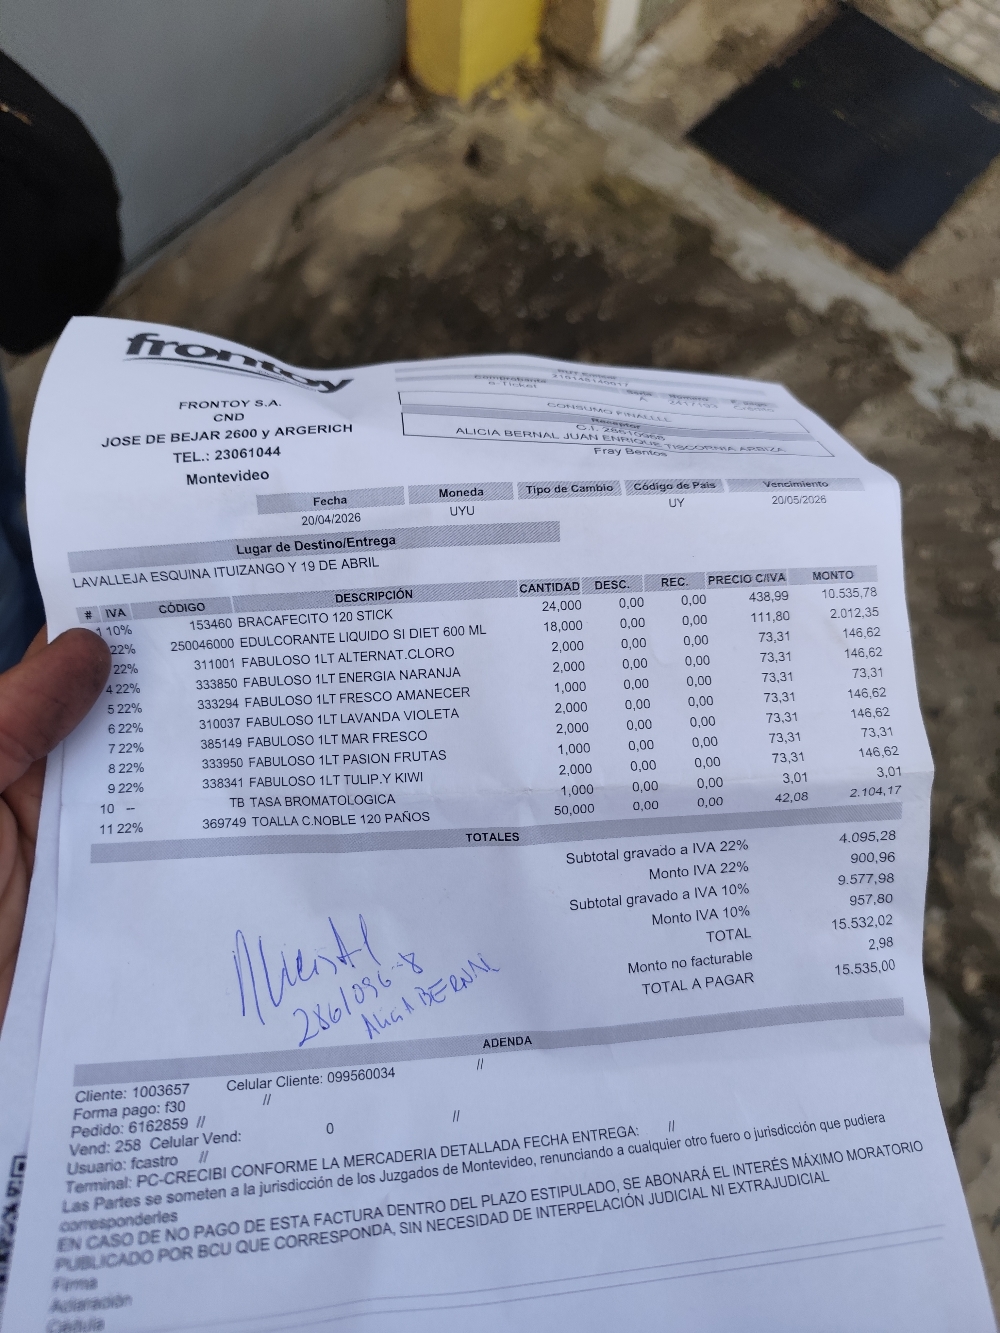 frontoy
FRONTOY S.A.
CND
JOSE DE BEJAR 2600 y ARGERICH
TEL.: 23061044
Montevideo
e-Ticket A Crédito
CONSUMO FINAL
Receptor
C.I.
ALICIA BERNAL JUAN ENRIQUE TISCORNIA
Fray Bentos
Fecha Moneda Tipo de Cambio Código de País Vencimiento
20/04/2026 UYU UY 20/05/2026
Lugar de Destino/Entrega
LAVALLEJA ESQUINA ITUIZANGO Y 19 DE ABRIL
# IVA CÓDIGO DESCRIPCIÓN CANTIDAD DESC. REC. PRECIO C/IVA MONTO
1 10% 153460 BRACAFECITO 120 STICK 24,000 0,00 0,00 438,99 10.535,78
22% 250046000 EDULCORANTE LIQUIDO SI DIET 600 ML 18,000 0,00 0,00 111,80 2.012,35
22% 311001 FABULOSO 1LT ALTERNAT.CLORO 2,000 0,00 0,00 73,31 146,62
4 22% 333850 FABULOSO 1LT ENERGIA NARANJA 2,000 0,00 0,00 73,31 146,62
5 22% 333294 FABULOSO 1LT FRESCO AMANECER 1,000 0,00 0,00 73,31 73,31
6 22% 310037 FABULOSO 1LT LAVANDA VIOLETA 2,000 0,00 0,00 73,31 146,62
7 22% 385149 FABULOSO 1LT MAR FRESCO 2,000 0,00 0,00 73,31 146,62
8 22% 333950 FABULOSO 1LT PASION FRUTAS 1,000 0,00 0,00 73,31 73,31
9 22% 338341 FABULOSO 1LT TULIP.Y KIWI 2,000 0,00 0,00 73,31 146,62
10 -- TB TASA BROMATOLOGICA 1,000 0,00 0,00 3,01 3,01
11 22% 369749 TOALLA C.NOBLE 120 PAÑOS 50,000 0,00 0,00 42,08 2.104,17
TOTALES
Subtotal gravado a IVA 22% 4.095,28
Monto IVA 22% 900,96
Subtotal gravado a IVA 10% 9.577,98
Monto IVA 10% 957,80
TOTAL 15.532,02
Monto no facturable 2,98
TOTAL A PAGAR 15.535,00
2861096-8
Alicia BERNAL
ADENDA
Cliente: 1003657 Celular Cliente: 099560034 //
Forma pago: f30 //
Pedido: 6162859 //
Vend: 258 Celular Vend: 0 //
Usuario: fcastro //
Terminal: PC-CRECIBI CONFORME LA MERCADERIA DETALLADA FECHA ENTREGA: //
Las Partes se someten a la jurisdicción de los Juzgados de Montevideo, renunciando a cualquier otro fuero o jurisdicción que pudiera
corresponderles
EN CASO DE NO PAGO DE ESTA FACTURA DENTRO DEL PLAZO ESTIPULADO, SE ABONARÁ EL INTERÉS MÁXIMO MORATORIO
PUBLICADO POR BCU QUE CORRESPONDA, SIN NECESIDAD DE INTERPELACIÓN JUDICIAL NI EXTRAJUDICIAL
Firma
Aclaración
Cédula